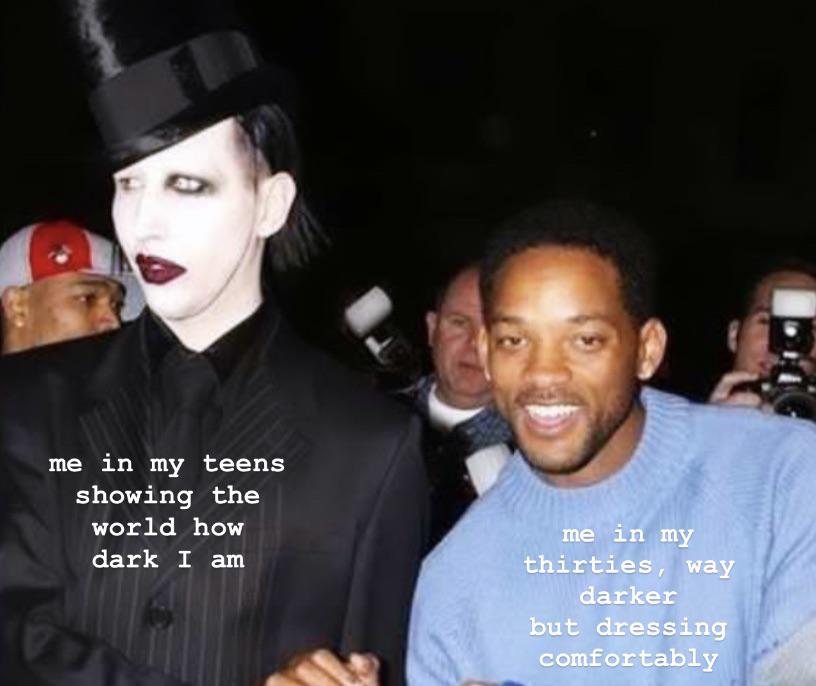 me in my teens
showing the
world how
dark I am
me in my
thirties, way
darker
but dressing
comfortably